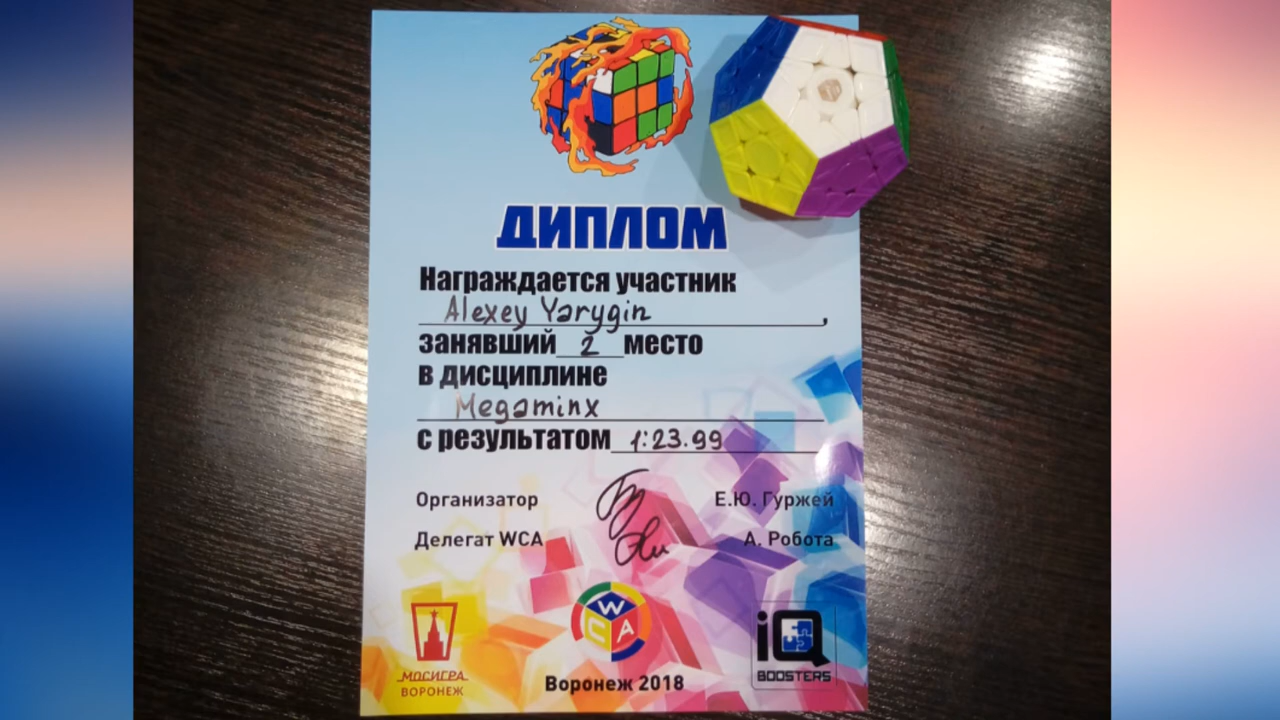 ДИПЛОМ
Награждается участник
Alexey Yarygin,
занявший 2 место
в дисциплине
Megaminx
с результатом 1:23.99
Организатор Е.Ю. Гуржей
Делегат WCA А. Робота
МОСИГРА
ВОРОНЕЖ
WCA
Воронеж 2018
iQ
BOOSTERS